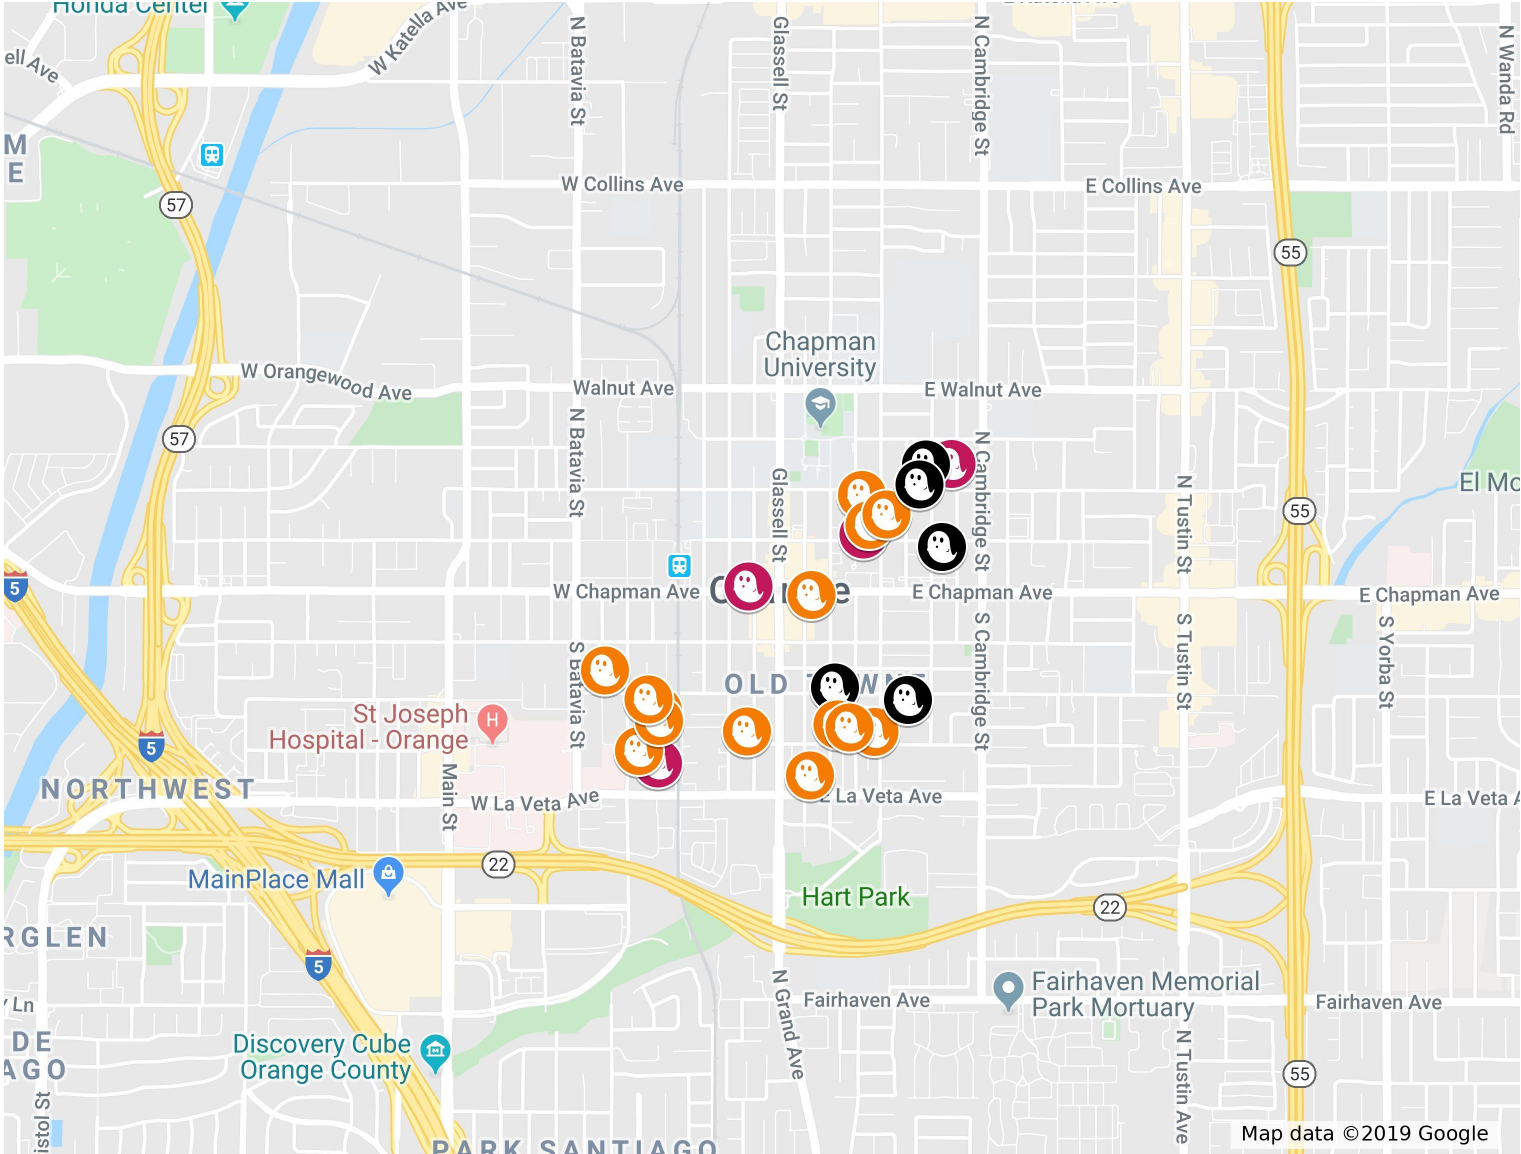 Honda Center
W Katella Ave
N Batavia St
Glassell St
N Cambridge St
N Wanda Rd
ell Ave
M
E
57
W Collins Ave
E Collins Ave
55
Chapman
University
W Orangewood Ave
Walnut Ave
E Walnut Ave
57
N Batavia St
Glassell St
N Cambridge St
N Tustin St
El Mo
55
5
W Chapman Ave
E Chapman Ave
E Chapman Ave
S Batavia St
S Cambridge St
S Tustin St
S Yorba St
OLD
St Joseph
Hospital - Orange
H
5
NORTHWEST
Main St
W La Veta Ave
E La Veta Ave
E La Veta A
22
MainPlace Mall
Hart Park
22
RGLEN
5
N Grand Ave
Fairhaven Ave
Fairhaven Memorial
Park Mortuary
Fairhaven Ave
y Ln
DE
AGO
Discovery Cube
Orange County
N Tustin Ave
55
istol St
PARK SANTIAGO
Map data ©2019 Google